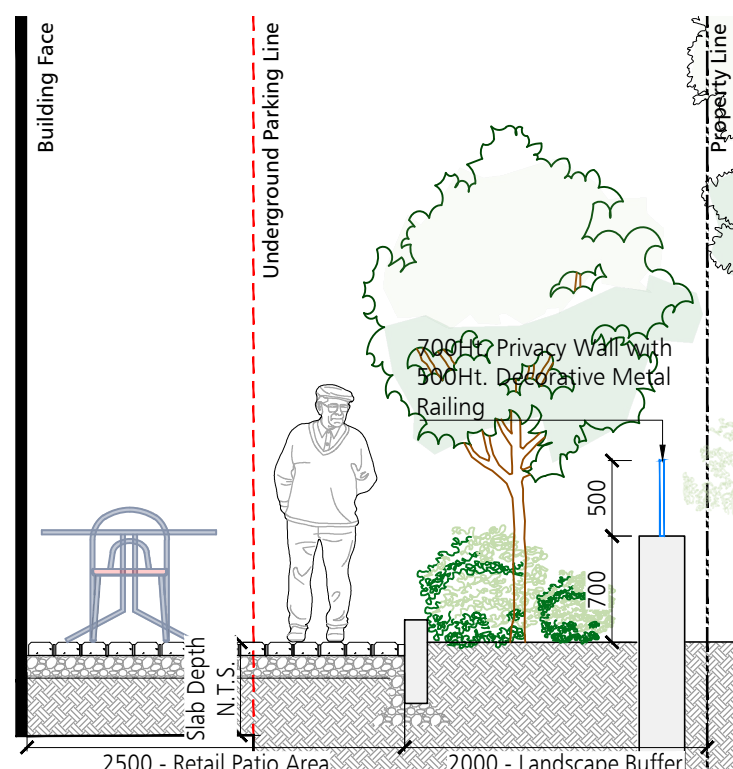 Building Face
Underground Parking Line
Property Line
700Ht. Privacy Wall with
500Ht. Decorative Metal
Railing
500
700
Slab Depth
N.T.S.
2500 - Retail Patio Area
2000 - Landscape Buffer